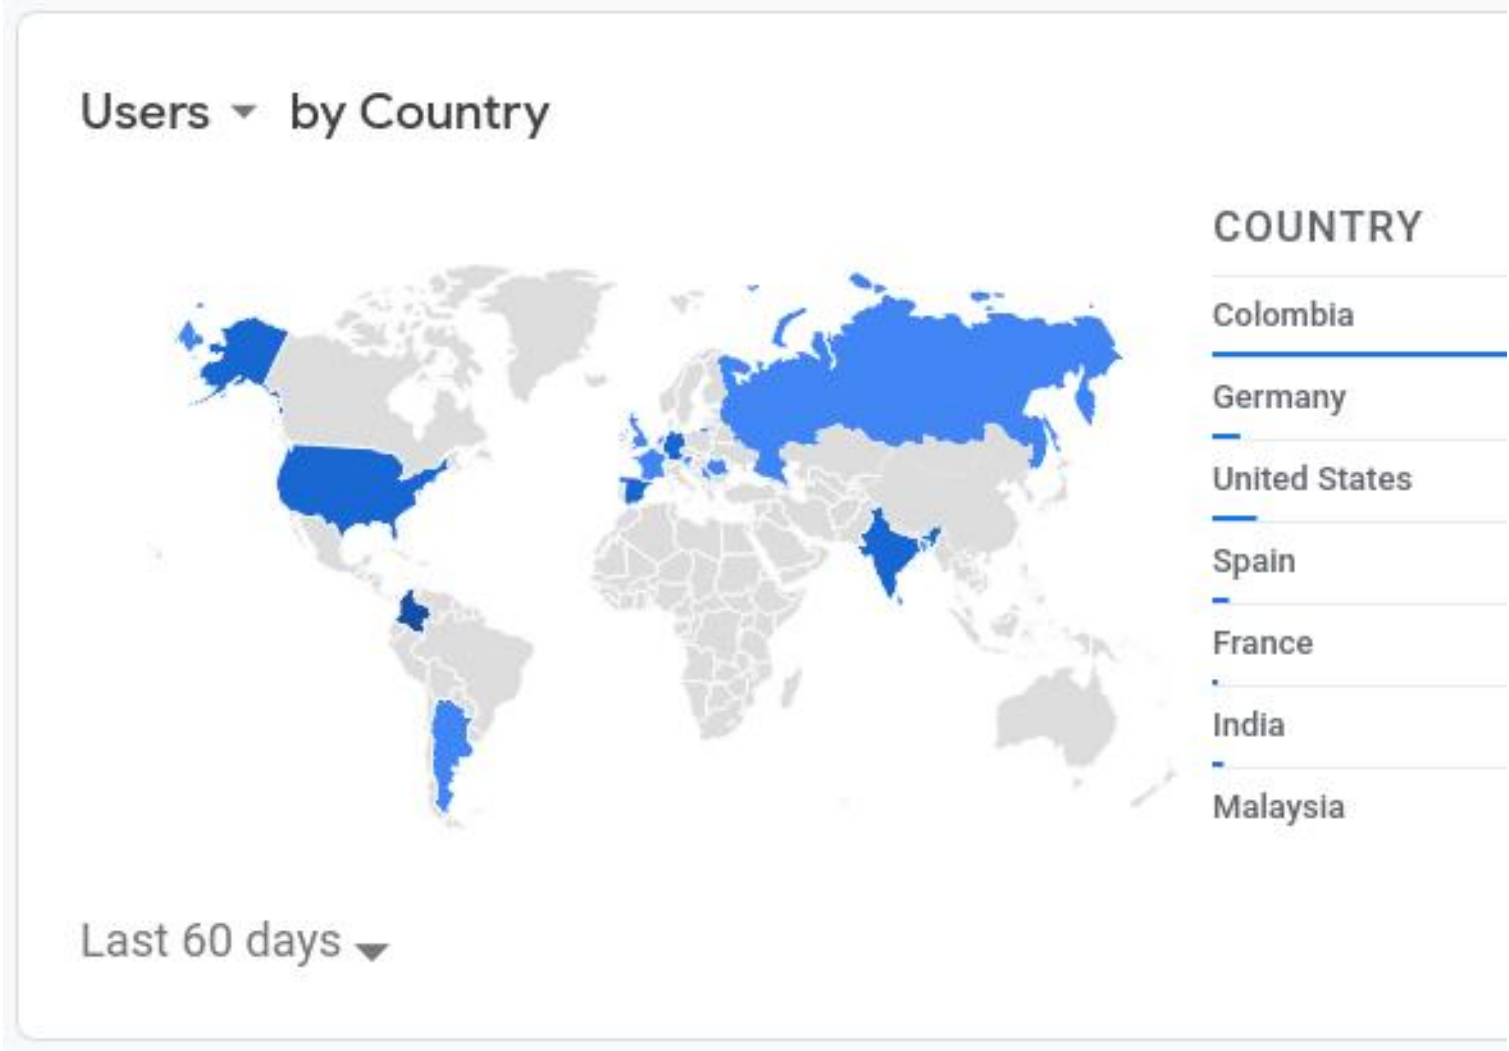 Users by Country
COUNTRY
Colombia
Germany
United States
Spain
France
India
Malaysia
Last 60 days